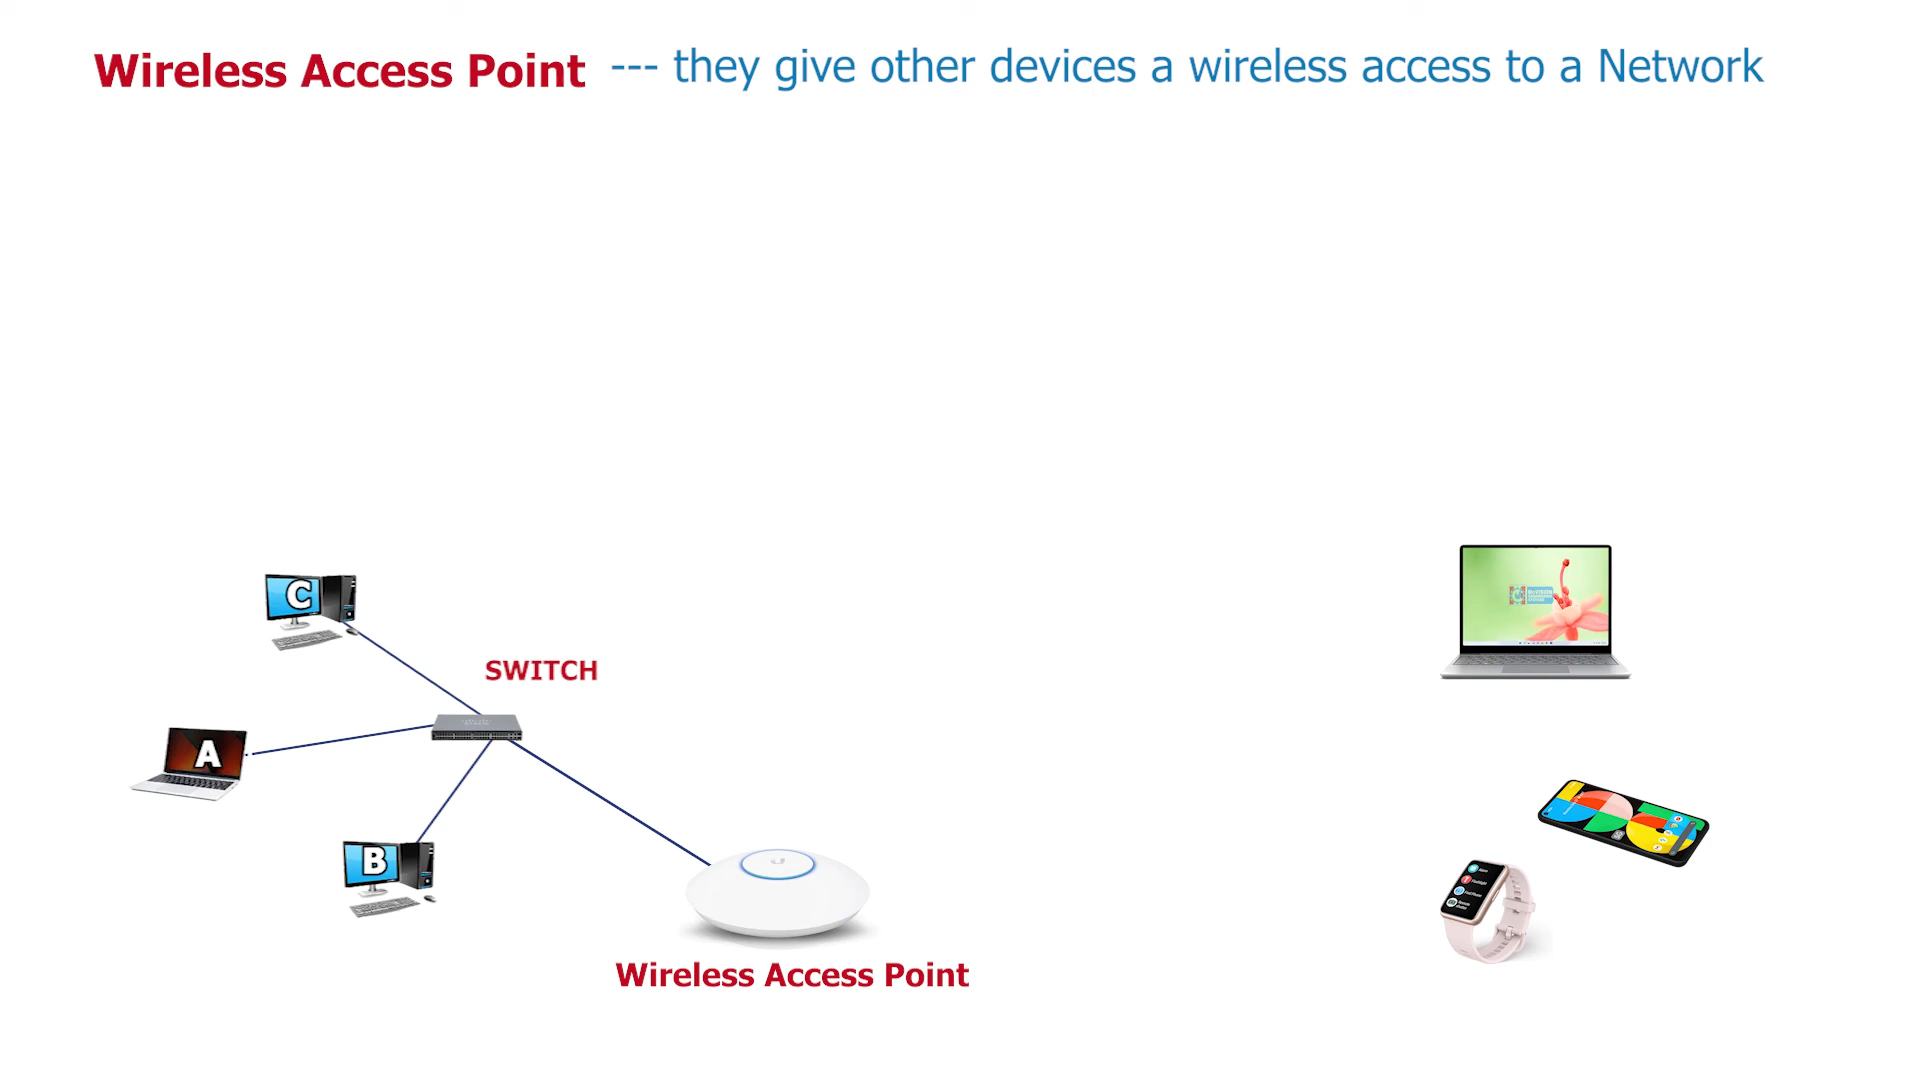 Wireless Access Point --- they give other devices a wireless access to a Network
C
SWITCH
A
B
Wireless Access Point